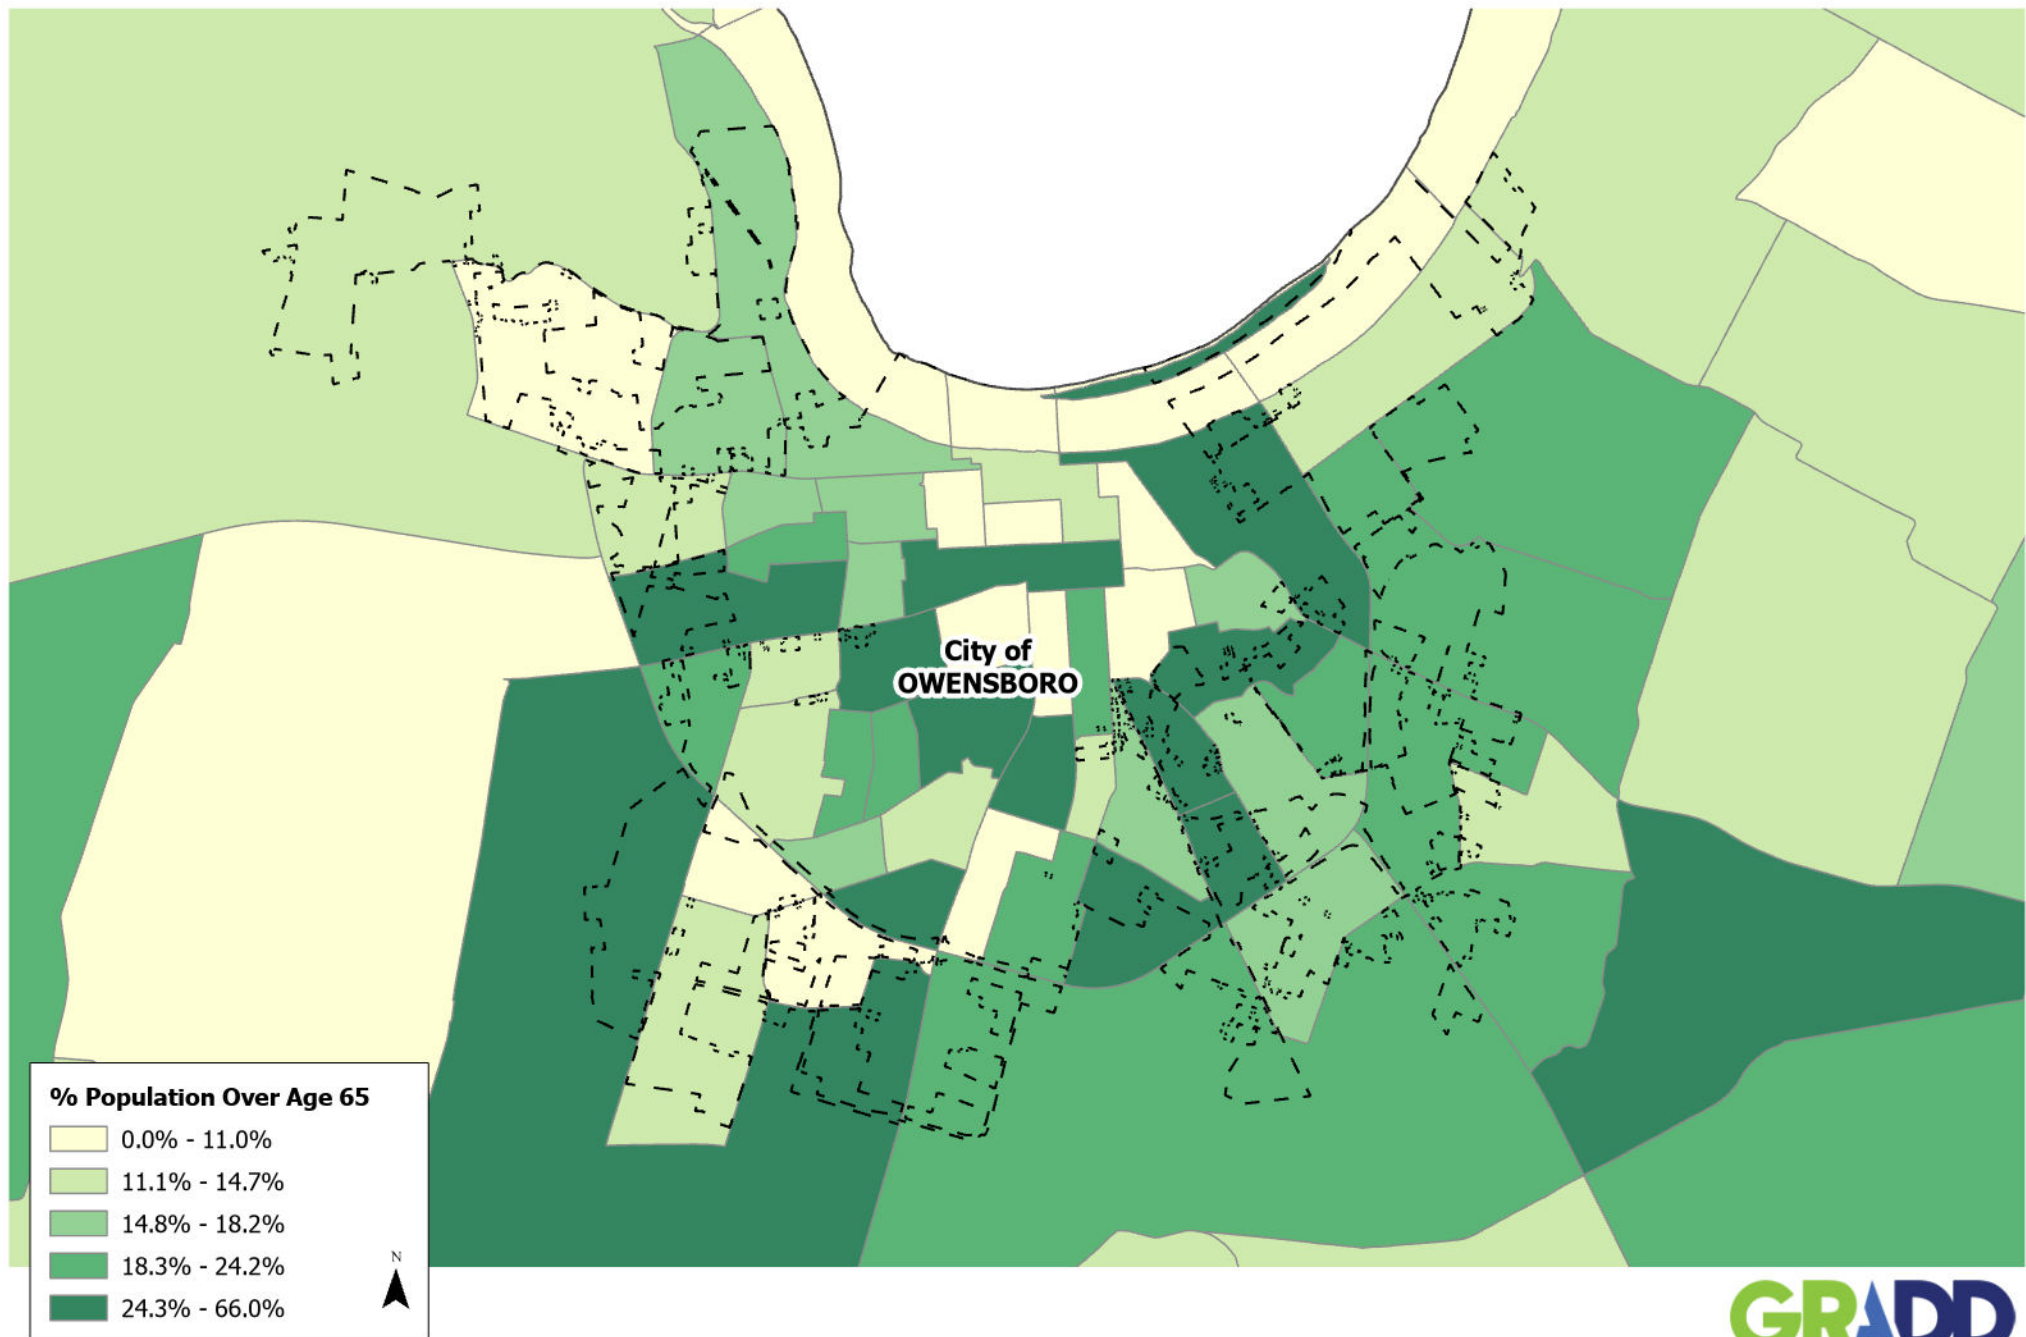 City of
OWENSBORO
% Population Over Age 65
0.0% - 11.0%
11.1% - 14.7%
14.8% - 18.2%
18.3% - 24.2%
24.3% - 66.0%
N
GRADD